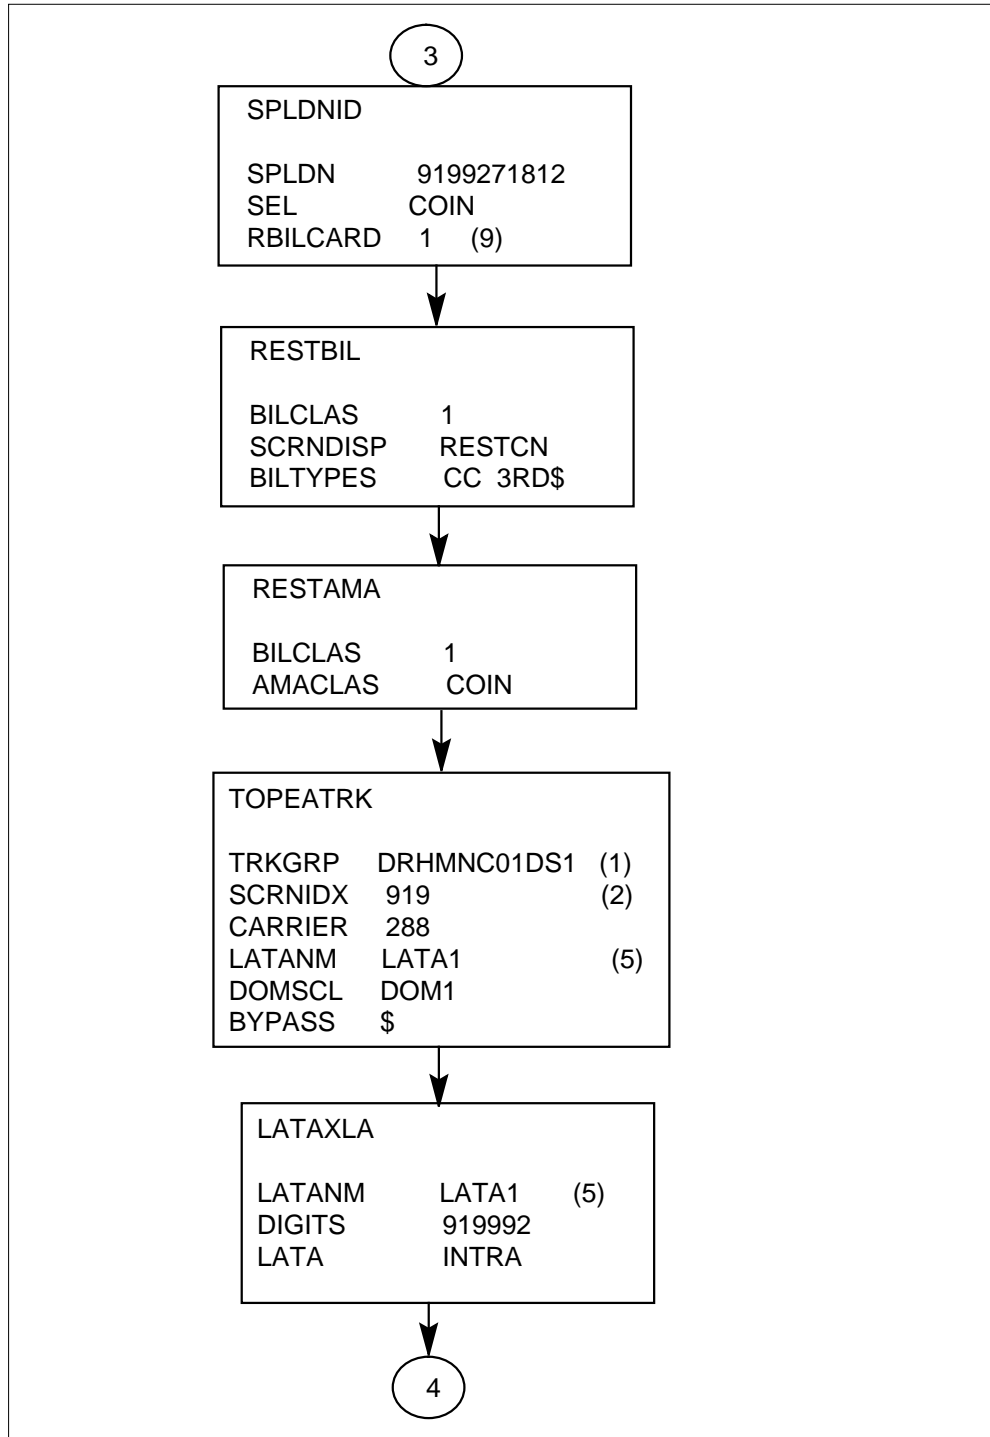 3
SPLDNID
SPLDN 9199271812
SEL COIN
RBILCARD 1 (9)
RESTBIL
BILCLAS 1
SCRNDISP RESTCN
BILTYPES CC 3RD$
RESTAMA
BILCLAS 1
AMACLAS COIN
TOPEATRK
TRKGRP DRHMNC01DS1 (1)
SCRNIDX 919 (2)
CARRIER 288
LATANM LATA1 (5)
DOMSCL DOM1
BYPASS $
LATAXLA
LATANM LATA1 (5)
DIGITS 919992
LATA INTRA
4